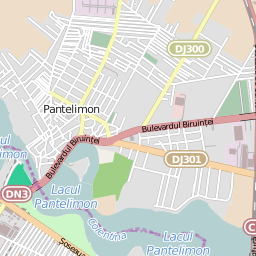 DJ300
Pantelimon
Bulevardul Biruinței
Bulevardul Biruinței
DJ301
DN3
Lacul
Pantelimon
Lacul
Pantelimon
Colentina
Lacul
Pantelimon
C